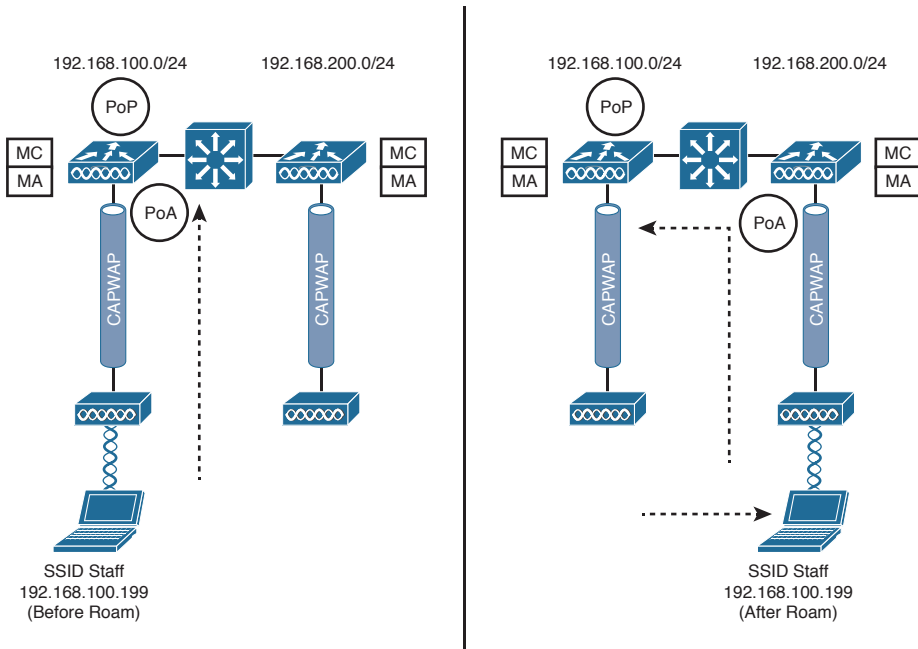 192.168.100.0/24
192.168.200.0/24
PoP
MC
MA
MC
MA
PoA
CAPWAP
CAPWAP
SSID Staff
192.168.100.199
(Before Roam)
192.168.100.0/24
192.168.200.0/24
PoP
MC
MA
MC
MA
PoA
CAPWAP
CAPWAP
SSID Staff
192.168.100.199
(After Roam)